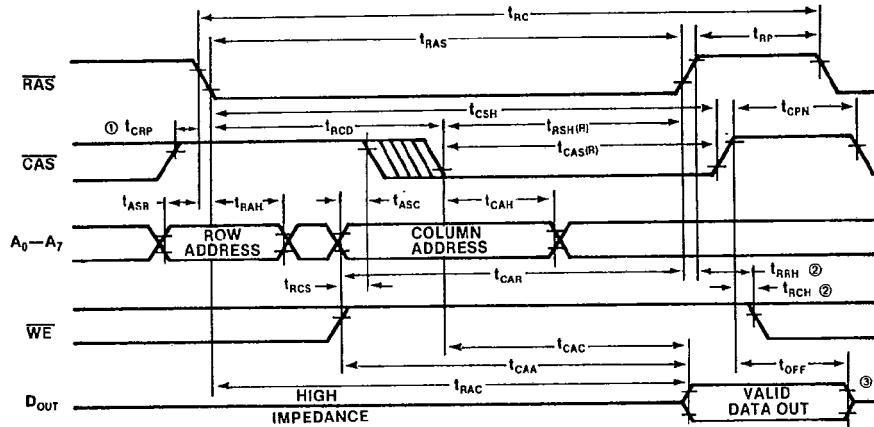 tRC
tRAS
tRP
RAS
tCSH
tCPN
① tCRP
tRCD
tRSH(R)
tCAS(R)
CAS
tASR
tRAH
tASC
tCAH
A0—A7
ROW
ADDRESS
COLUMN
ADDRESS
tCAR
tRRH ②
tRCS
tRCH ②
WE
tCAC
tCAA
tOFF
tRAC
③
DOUT
HIGH
IMPEDANCE
VALID
DATA OUT